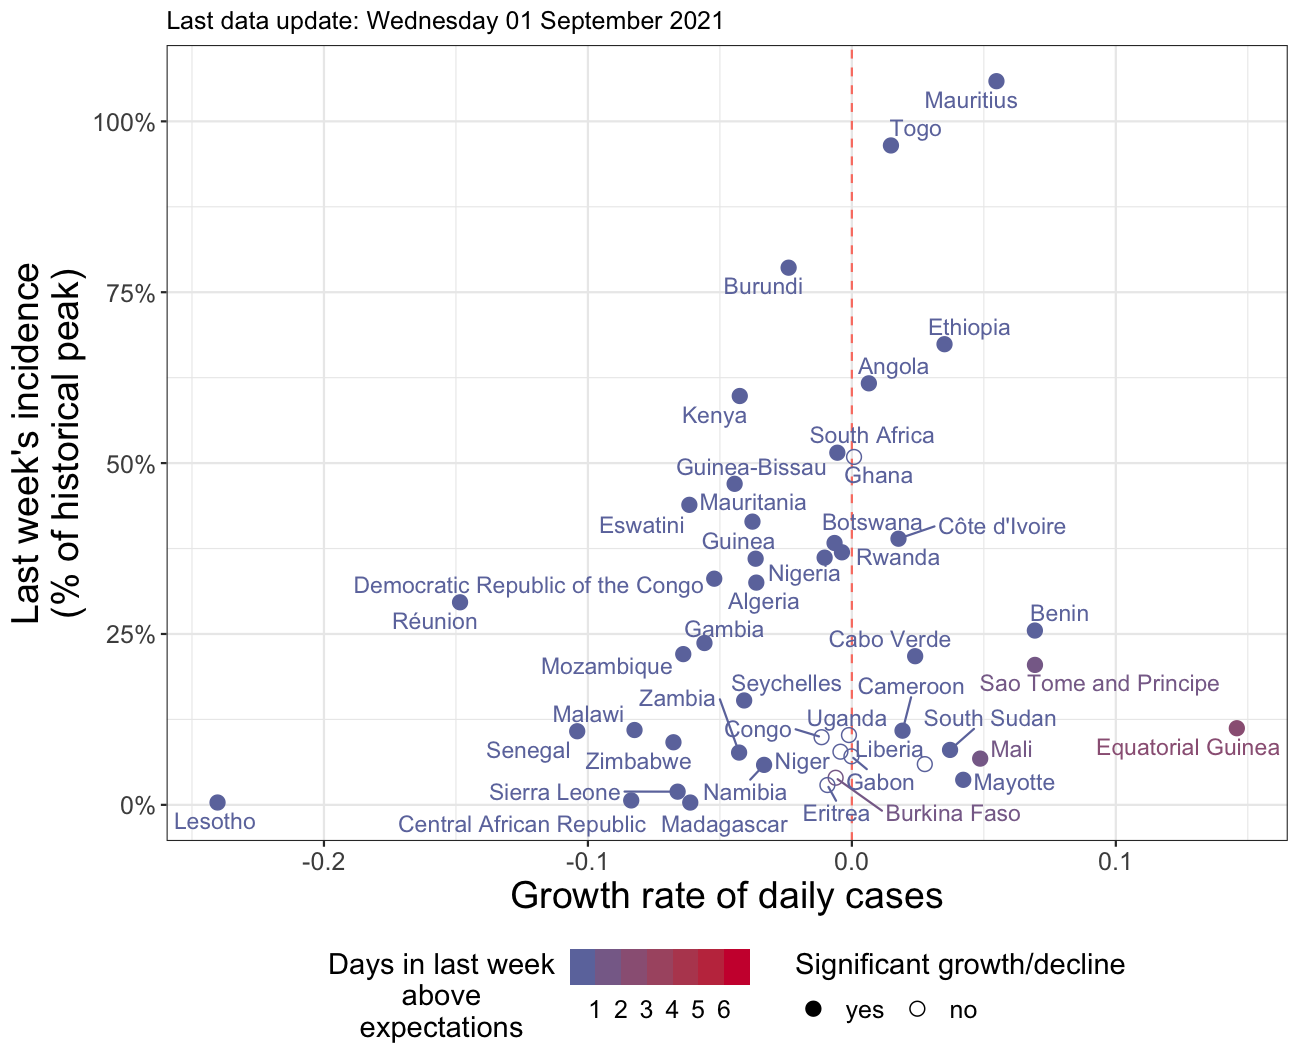 Last data update: Wednesday 01 September 2021
Last week's incidence
(% of historical peak)
100%
75%
50%
25%
0%
Mauritius
Togo
Burundi
Ethiopia
Angola
Kenya
South Africa
Guinea-Bissau
Ghana
Mauritania
Eswatini
Botswana
Côte d'Ivoire
Guinea
Rwanda
Nigeria
Democratic Republic of the Congo
Algeria
Réunion
Benin
Gambia
Cabo Verde
Mozambique
Seychelles
Cameroon
Sao Tome and Principe
Zambia
Malawi
Uganda
South Sudan
Congo
Senegal
Liberia
Mali
Equatorial Guinea
Zimbabwe
Niger
Gabon
Mayotte
Sierra Leone
Namibia
Eritrea
Burkina Faso
Lesotho
Central African Republic
Madagascar
-0.2
-0.1
0.0
0.1
Growth rate of daily cases
Days in last week
above
expectations
1 2 3 4 5 6
Significant growth/decline
yes
no